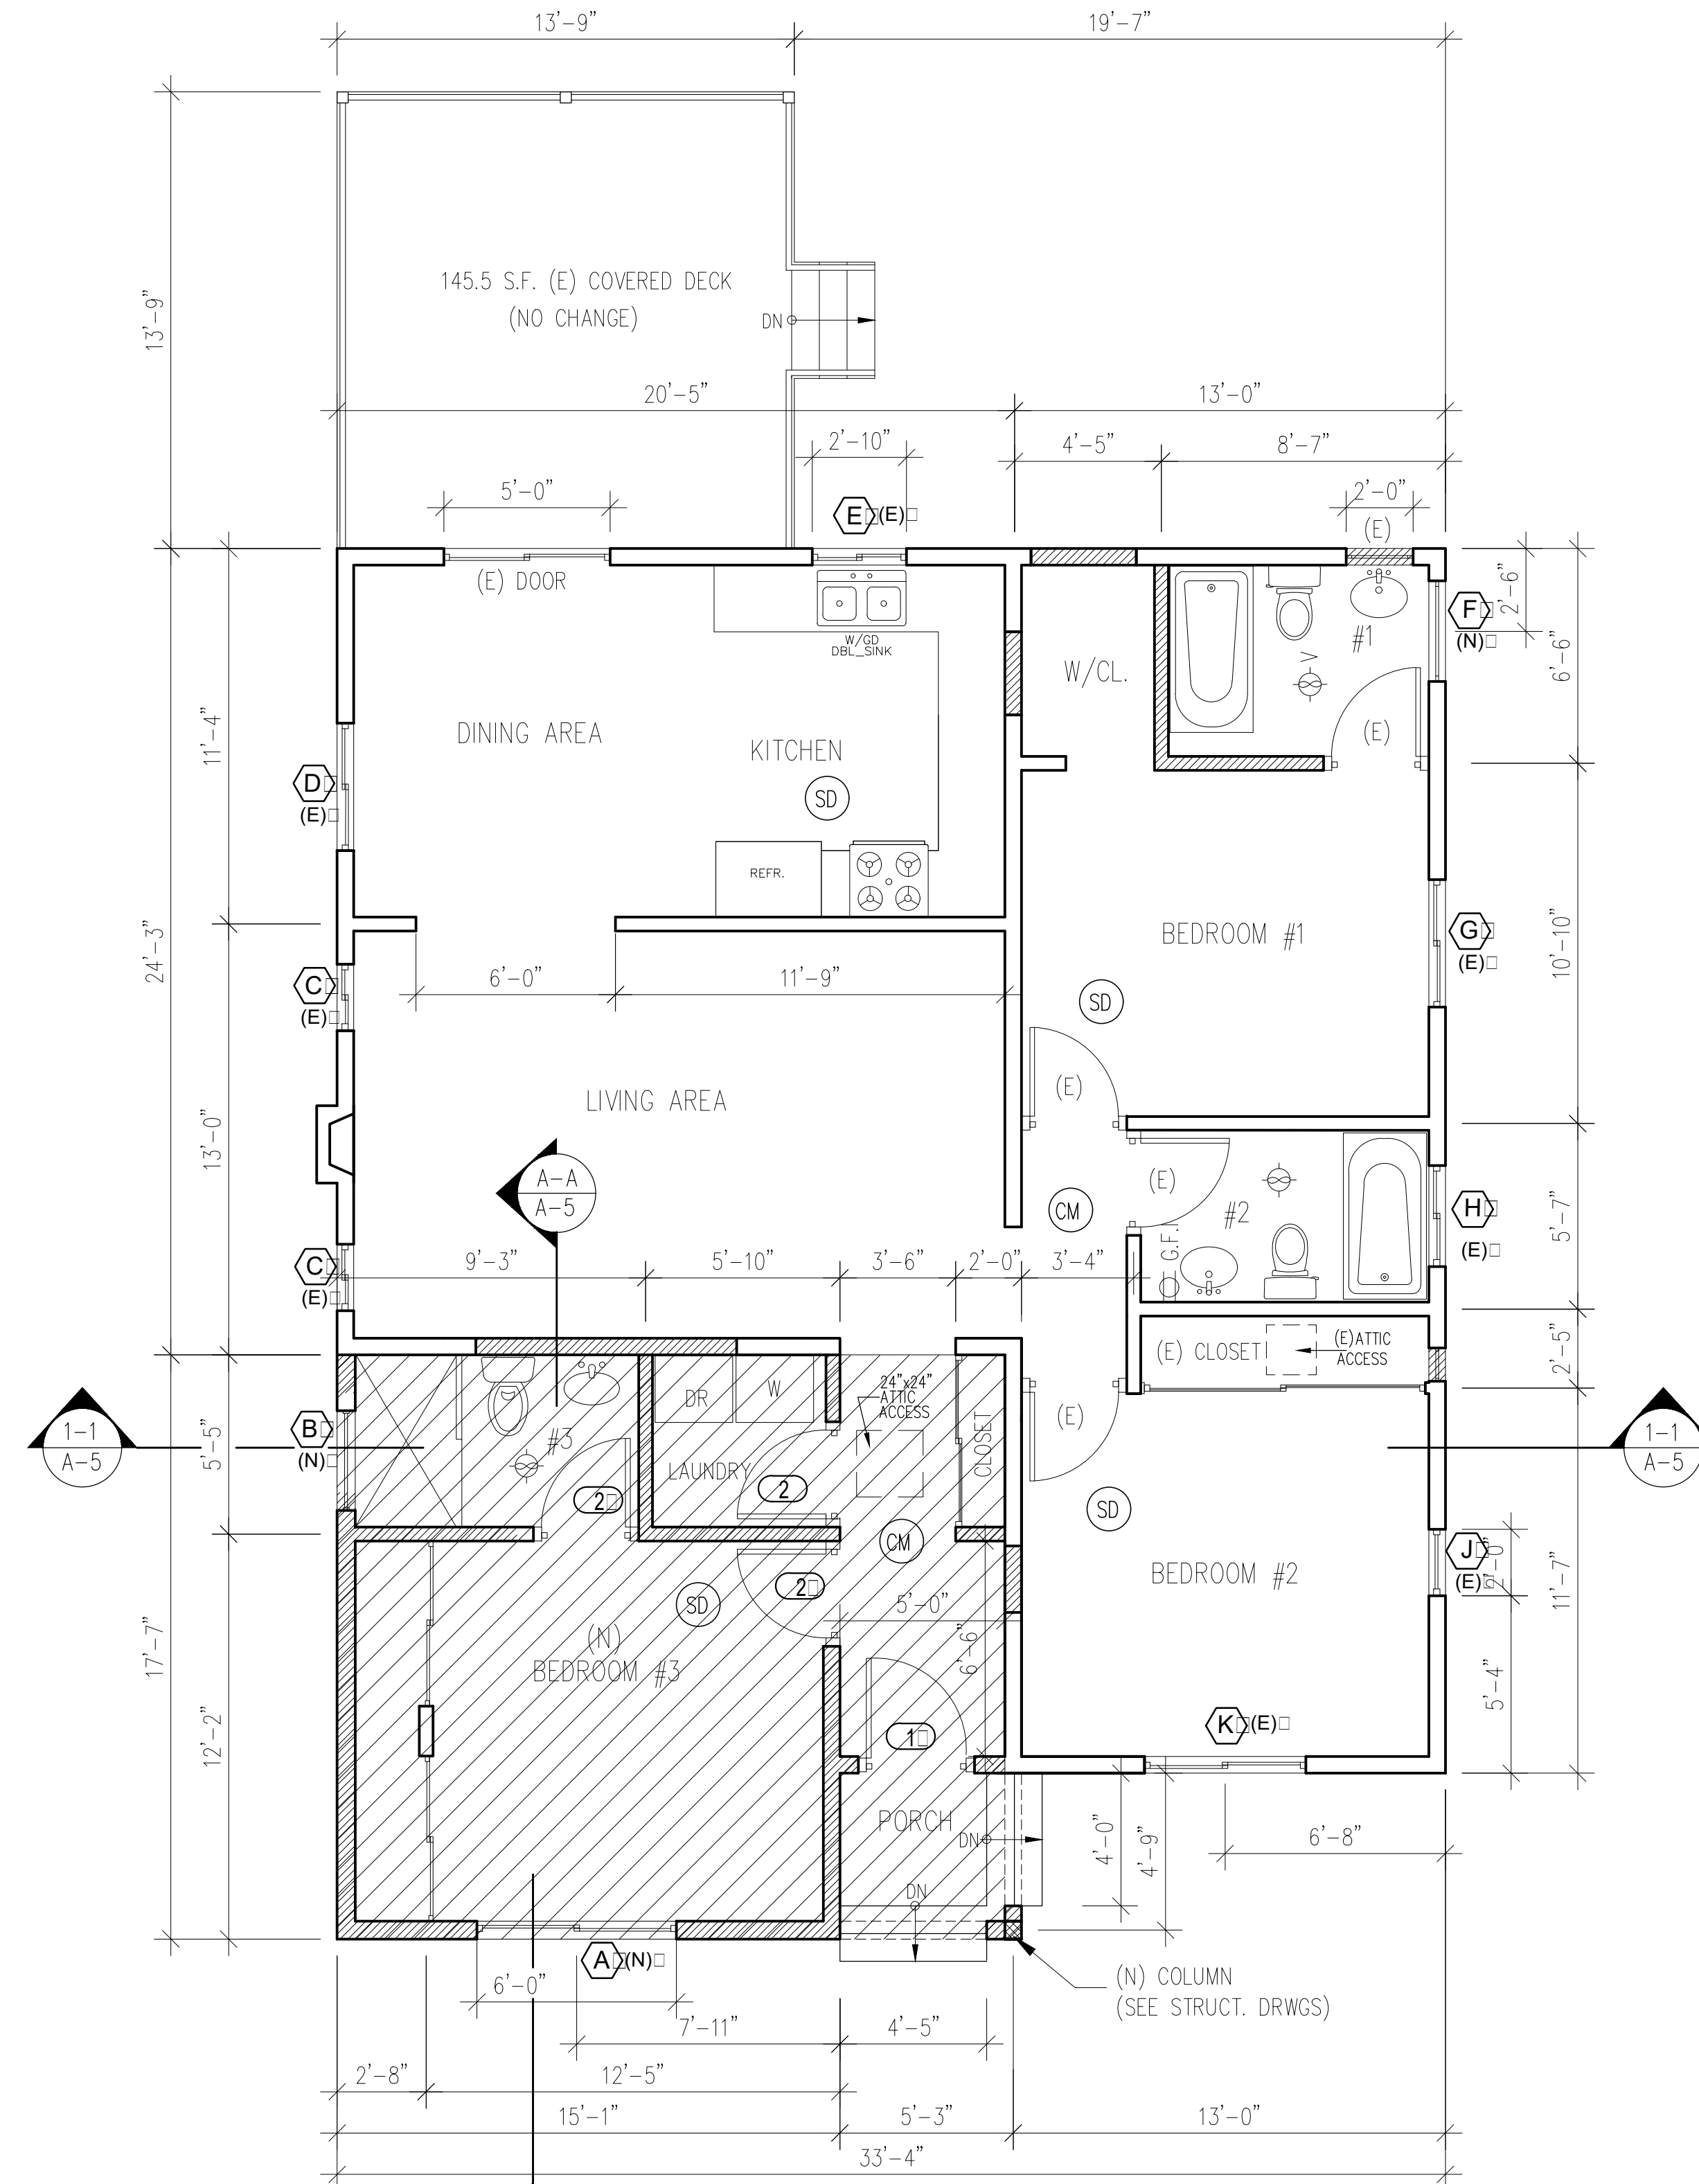 13'-9" 19'-7"
13'-9"
145.5 S.F. (E) COVERED DECK
(NO CHANGE)
DN
20'-5" 13'-0"
2'-10" 4'-5" 8'-7"
5'-0" 2'-0"
E (E)
(E)
(E) DOOR
W/GD
DBL_SINK
F
(N)
2'-6"
#1
V
W/CL.
6'-6"
11'-4"
DINING AREA
KITCHEN
(E)
D
(E)
SD
REFR.
24'-3"
BEDROOM #1
G
(E)
10'-10"
C
(E)
6'-0" 11'-9"
SD
(E)
LIVING AREA
13'-0"
A-A
A-5
(E)
CM
#2
H
(E)
5'-7"
G.F.I.
C
(E)
9'-3" 5'-10" 3'-6" 2'-0" 3'-4"
(E) CLOSET
(E)ATTIC
ACCESS
2'-5"
DR
W
24"x24"
ATTIC
ACCESS
CLOSET
(E)
1-1
A-5
5'-5"
B
(N)
#3
LAUNDRY
2
2
1-1
A-5
SD
CM
2
J
(E)
BEDROOM #2
11'-7"
SD
5'-0"
6'-6"
(N)
BEDROOM #3
17'-7"
12'-2"
5'-4"
1
K (E)
PORCH
DN
DN
4'-0"
4'-9"
6'-8"
A (N)
6'-0"
(N) COLUMN
(SEE STRUCT. DRWGS)
7'-11" 4'-5"
2'-8" 12'-5"
15'-1" 5'-3" 13'-0"
33'-4"